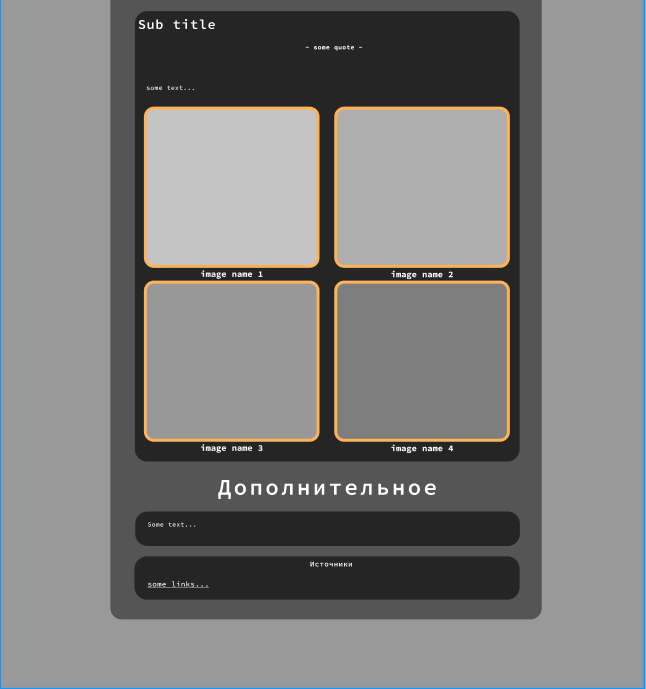 Sub title
- some quote -
some text...
image name 1
image name 2
image name 3
image name 4
Дополнительное
Some text...
Источники
some links...